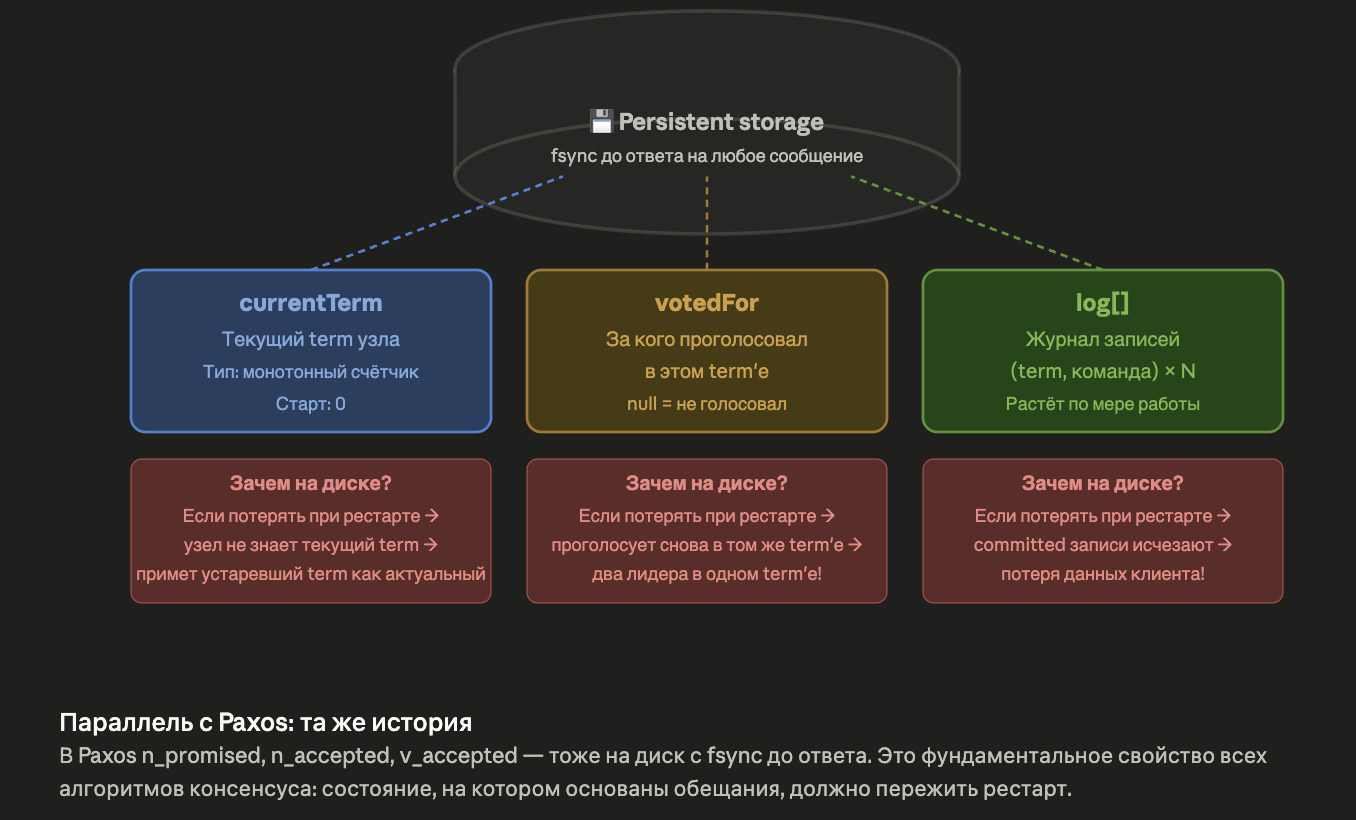 💾 Persistent storage
fsync до ответа на любое сообщение
currentTerm
Текущий term узла
Тип: монотонный счётчик
Старт: 0
votedFor
За кого проголосовал
в этом term'е
null = не голосовал
log[]
Журнал записей
(term, команда) × N
Растёт по мере работы
Зачем на диске?
Если потерять при рестарте →
узел не знает текущий term →
примет устаревший term как актуальный
Зачем на диске?
Если потерять при рестарте →
проголосует снова в том же term'е →
два лидера в одном term'е!
Зачем на диске?
Если потерять при рестарте →
committed записи исчезают →
потеря данных клиента!
Параллель с Paxos: та же история
В Paxos n_promised, n_accepted, v_accepted — тоже на диск с fsync до ответа. Это фундаментальное свойство всех
алгоритмов консенсуса: состояние, на котором основаны обещания, должно пережить рестарт.